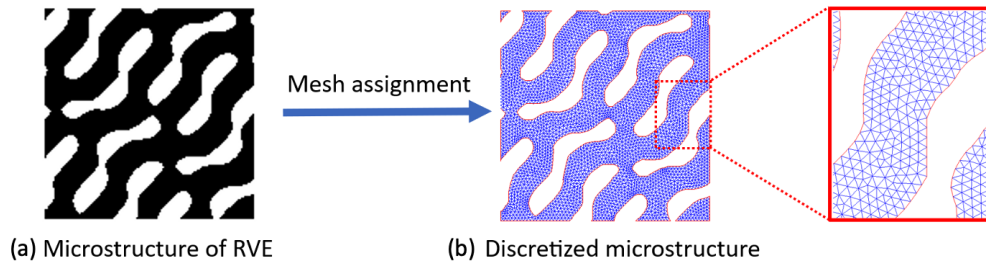 Mesh assignment
(a) Microstructure of RVE
(b) Discretized microstructure